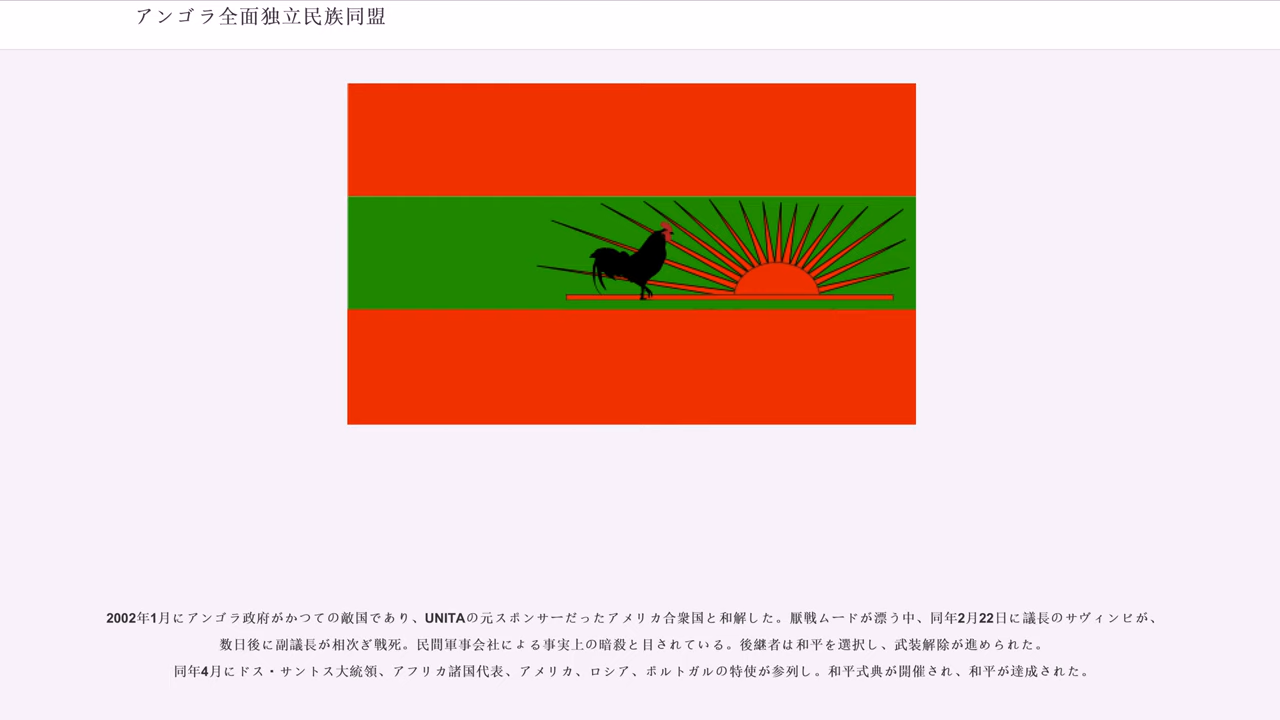 アンゴラ全面独立民族同盟
2002年1月にアンゴラ政府がかつての敵国であり、UNITAの元スポンサーだったアメリカ合衆国と和解した。厭戦ムードが漂う中、同年2月22日に議長のサヴィンビが、
数日後に副議長が相次ぎ戦死。民間軍事会社による事実上の暗殺と目されている。後継者は和平を選択し、武装解除が進められた。
同年4月にドス・サントス大統領、アフリカ諸国代表、アメリカ、ロシア、ポルトガルの特使が参列し。和平式典が開催され、和平が達成された。